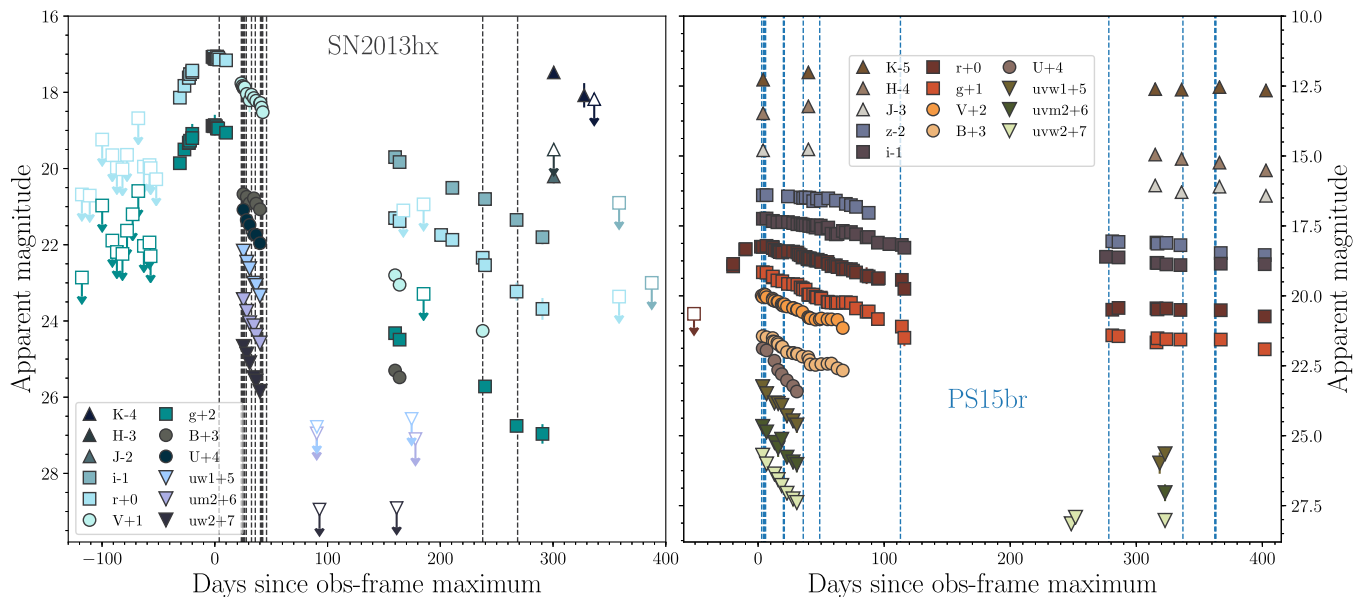 SN2013hx
16
18
20
22
24
26
28
Apparent magnitude
K-4
H-3
J-2
i-1
r+0
V+1
g+2
B+3
U+4
uw1+5
um2+6
uw2+7
−100
0
100
200
300
400
Days since obs-frame maximum
K-5
H-4
J-3
z-2
i-1
r+0
g+1
V+2
B+3
U+4
uvw1+5
uvm2+6
uvw2+7
PS15br
10.0
12.5
15.0
17.5
20.0
22.5
25.0
27.5
Apparent magnitude
0
100
200
300
400
Days since obs-frame maximum